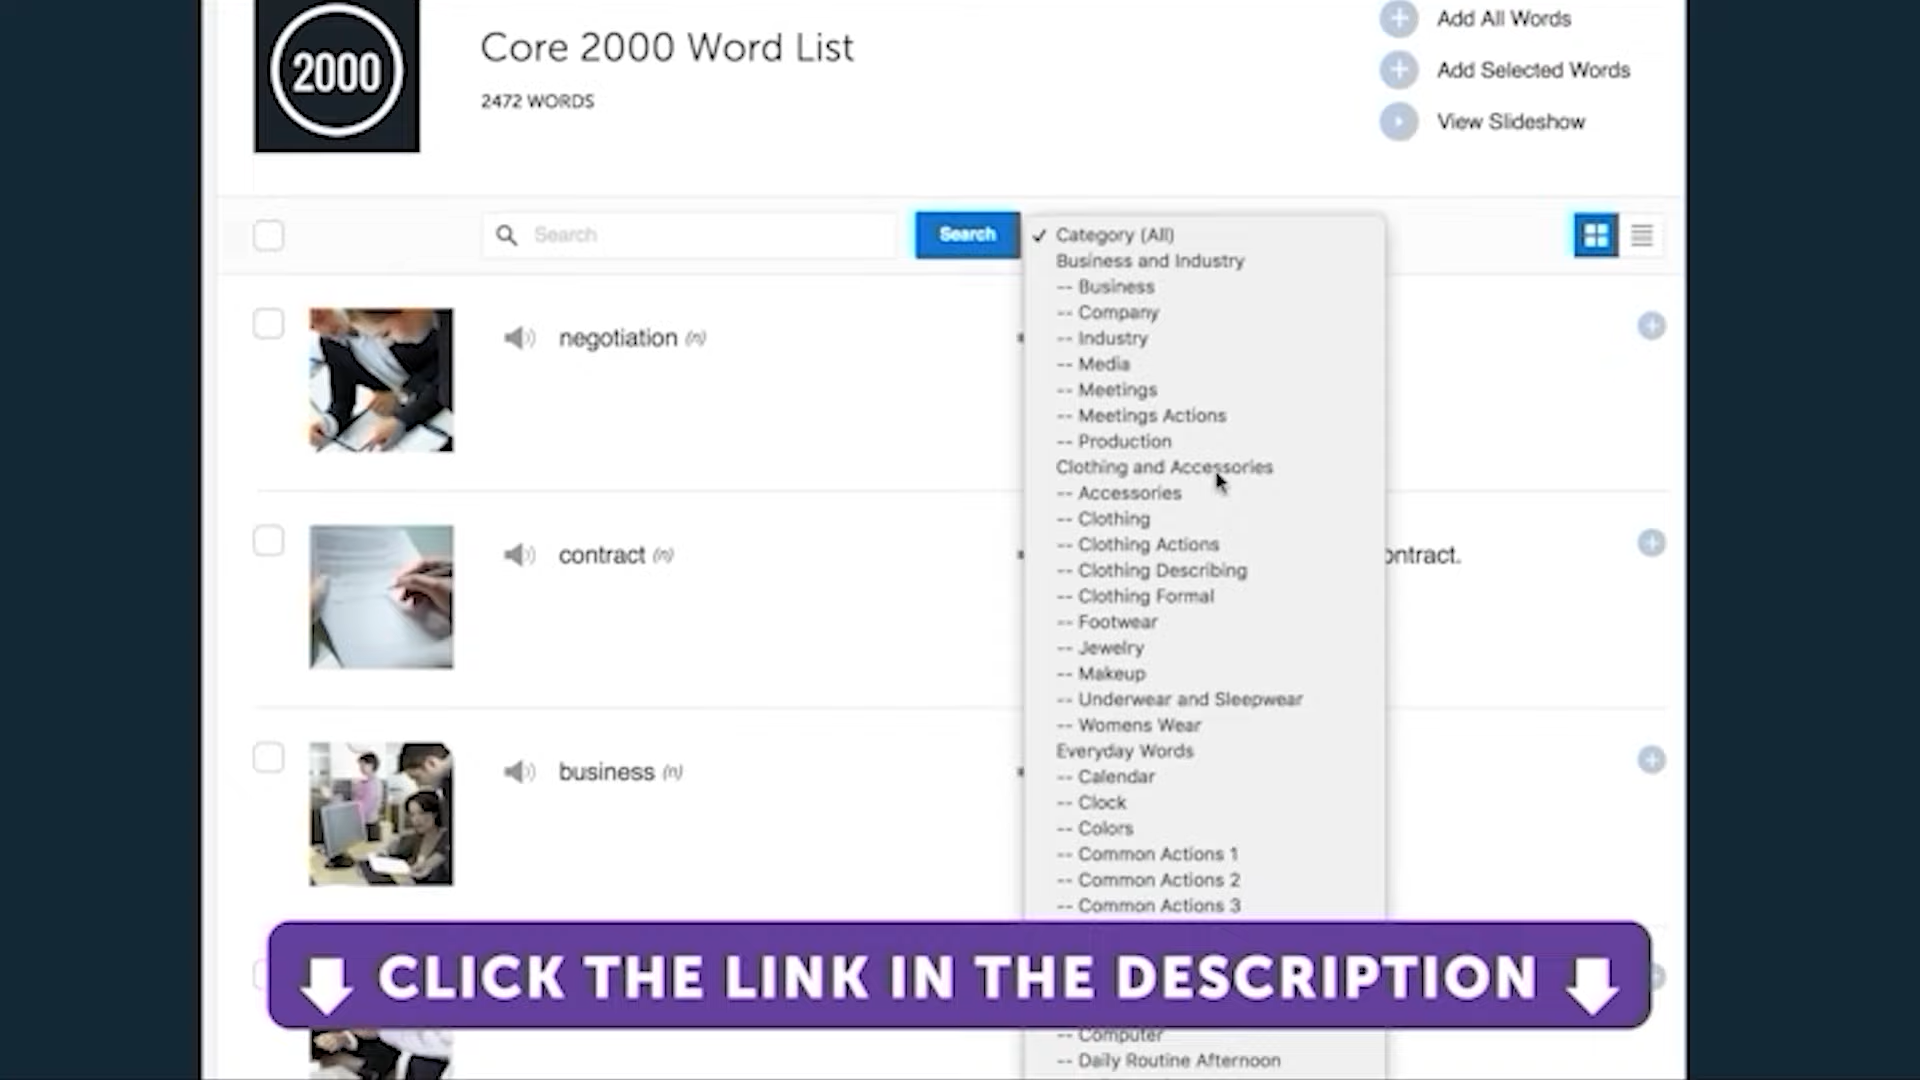 2000
Core 2000 Word List
2472 WORDS
Add All Words
Add Selected Words
View Slideshow
Search
Search
✓ Category (All)
Business and Industry
-- Business
-- Company
-- Industry
-- Media
-- Meetings
-- Meetings Actions
-- Production
Clothing and Accessories
-- Accessories
-- Clothing
-- Clothing Actions
-- Clothing Describing
-- Clothing Formal
-- Footwear
-- Jewelry
-- Makeup
-- Underwear and Sleepwear
-- Womens Wear
Everyday Words
-- Calendar
-- Clock
-- Colors
-- Common Actions 1
-- Common Actions 2
-- Common Actions 3
-- Computer
-- Daily Routine Afternoon
negotiation (n)
contract (n)
ontract.
business (n)
CLICK THE LINK IN THE DESCRIPTION